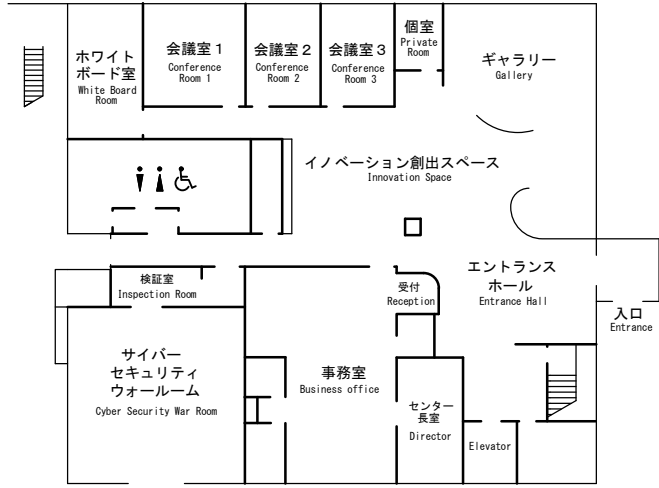 ホワイト
ボード室
White Board
Room
会議室１
Conference
Room 1
会議室２
Conference
Room 2
会議室３
Conference
Room 3
個室
Private
Room
ギャラリー
Gallery
イノベーション創出スペース
Innovation Space
検証室
Inspection Room
受付
Reception
エントランス
ホール
Entrance Hall
入口
Entrance
サイバー
セキュリティ
ウォールーム
Cyber Security War Room
事務室
Business office
センター
長室
Director
Elevator